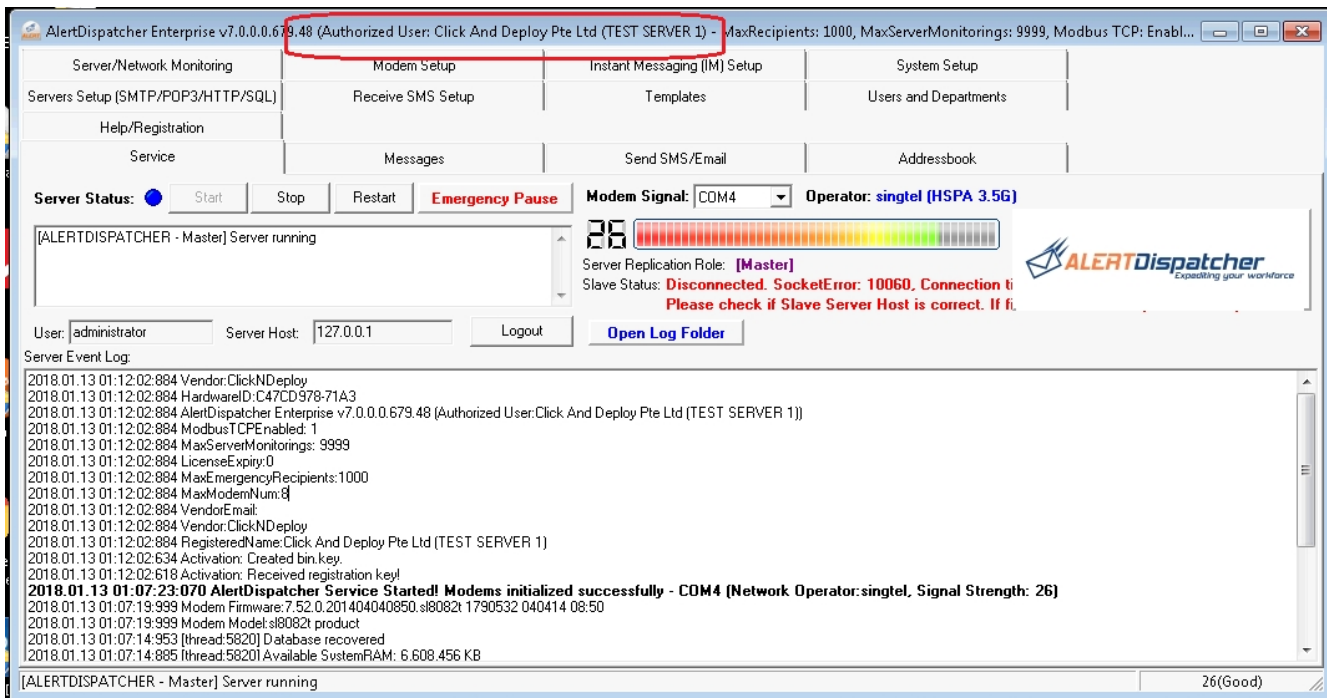 AlertDispatcher Enterprise v7.0.0.0.679.48 (Authorized User: Click And Deploy Pte Ltd (TEST SERVER 1) - MaxRecipients: 1000, MaxServerMonitorings: 9999, Modbus TCP: Enabl...
Server/Network Monitoring Modem Setup Instant Messaging (IM) Setup System Setup
Servers Setup (SMTP/POP3/HTTP/SQL) Receive SMS Setup Templates Users and Departments
Help/Registration
Service Messages Send SMS/Email Addressbook
Server Status: Start Stop Restart Emergency Pause Modem Signal: COM4 Operator: singtel (HSPA 3.5G)
[ALERTDISPATCHER - Master] Server running
26
ALERTDispatcher
Expediting your workforce
Server Replication Role: [Master]
Slave Status: Disconnected. SocketError: 10060, Connection ti
Please check if Slave Server Host is correct. If fi
User: administrator Server Host: 127.0.0.1 Logout Open Log Folder
Server Event Log:
2018.01.13 01:12:02:884 Vendor:ClickNDeploy
2018.01.13 01:12:02:884 HardwareID:C47CD978-71A3
2018.01.13 01:12:02:884 AlertDispatcher Enterprise v7.0.0.0.679.48 (Authorized User:Click And Deploy Pte Ltd (TEST SERVER 1))
2018.01.13 01:12:02:884 ModbusTCPEnabled: 1
2018.01.13 01:12:02:884 MaxServerMonitorings: 9999
2018.01.13 01:12:02:884 LicenseExpiry:0
2018.01.13 01:12:02:884 MaxEmergencyRecipients:1000
2018.01.13 01:12:02:884 MaxModemNum:8
2018.01.13 01:12:02:884 VendorEmail:
2018.01.13 01:12:02:884 Vendor:ClickNDeploy
2018.01.13 01:12:02:884 RegisteredName:Click And Deploy Pte Ltd (TEST SERVER 1)
2018.01.13 01:12:02:634 Activation: Created bin.key.
2018.01.13 01:12:02:618 Activation: Received registration key!
2018.01.13 01:07:23:070 AlertDispatcher Service Started! Modems initialized successfully - COM4 (Network Operator:singtel, Signal Strength: 26)
2018.01.13 01:07:19:999 Modem Firmware:7.52.0.201404040850.sl8082t 1790532 040414 08:50
2018.01.13 01:07:19:999 Modem Model:sl8082t product
2018.01.13 01:07:14:953 [thread:5820] Database recovered
2018.01.13 01:07:14:885 [thread:5820] Available SystemRAM: 6,608,456 KB
[ALERTDISPATCHER - Master] Server running 26(Good)